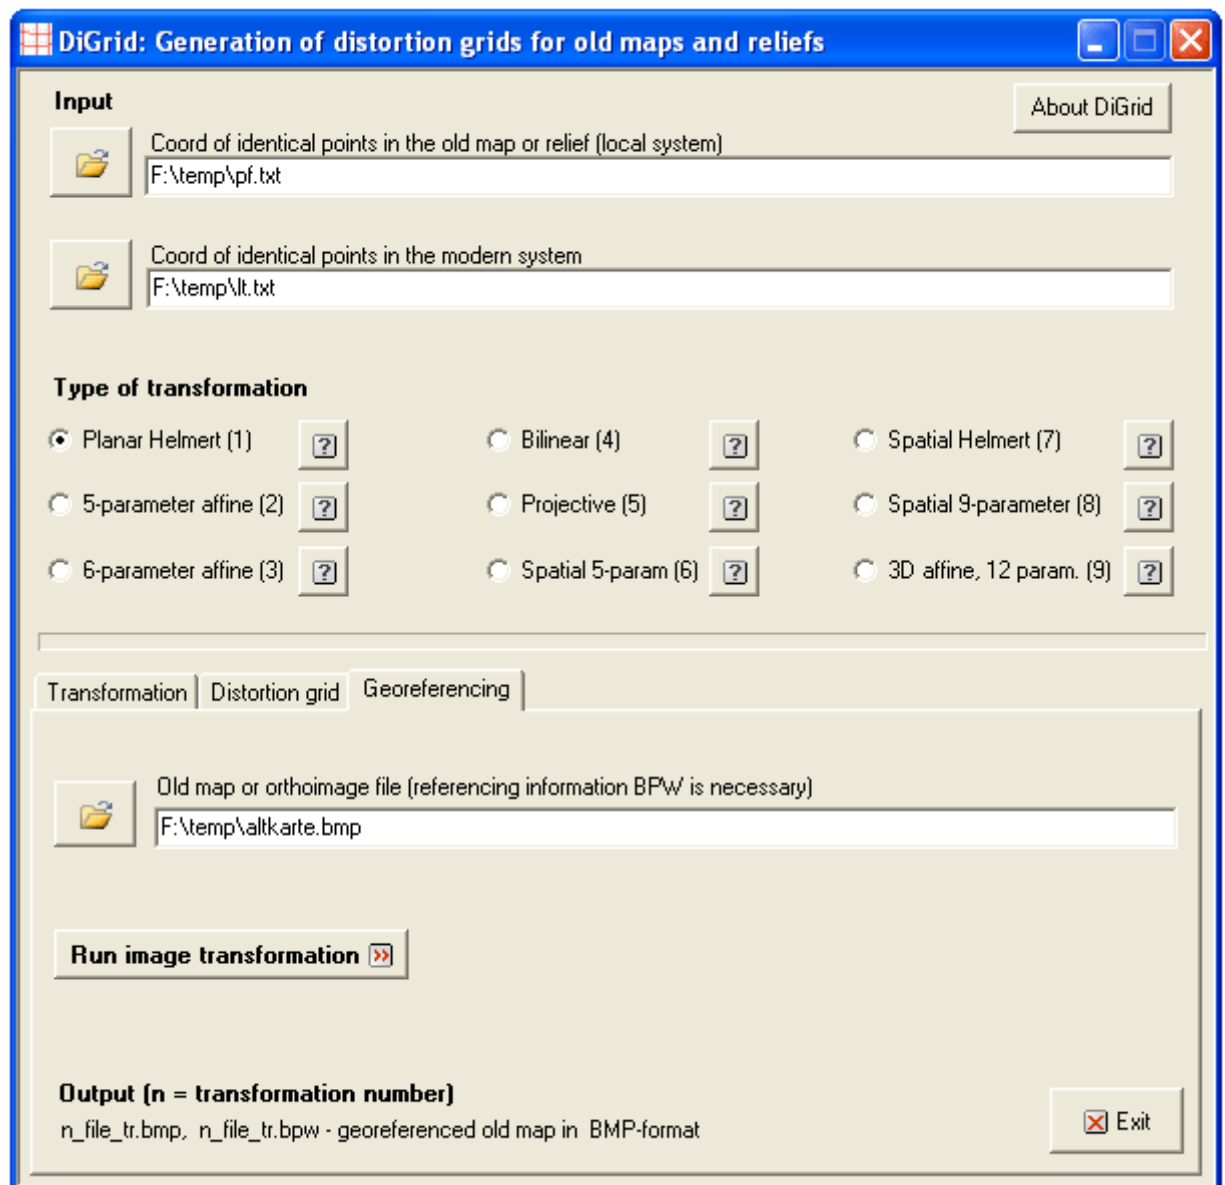 DiGrid: Generation of distortion grids for old maps and reliefs
Input
About DiGrid
Coord of identical points in the old map or relief (local system)
F:\temp\pf.txt
Coord of identical points in the modern system
F:\temp\lt.txt
Type of transformation
Planar Helmert (1) ? Bilinear (4) ? Spatial Helmert (7) ?
5-parameter affine (2) ? Projective (5) ? Spatial 9-parameter (8) ?
6-parameter affine (3) ? Spatial 5-param (6) ? 3D affine, 12 param. (9) ?
Transformation Distortion grid Georeferencing
Old map or orthoimage file (referencing information BPW is necessary)
F:\temp\altkarte.bmp
Run image transformation
Output (n = transformation number)
n_file_tr.bmp, n_file_tr.bpw - georeferenced old map in BMP-format
Exit